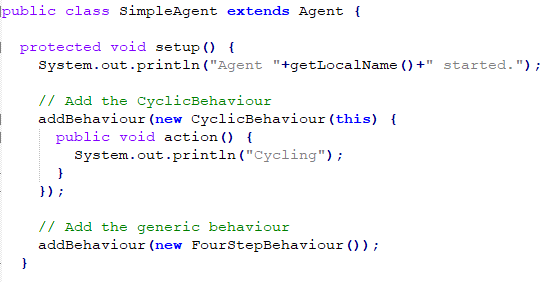 public class SimpleAgent extends Agent {
protected void setup() {
System.out.println("Agent "+getLocalName()+" started.");
// Add the CyclicBehaviour
addBehaviour(new CyclicBehaviour(this) {
public void action() {
System.out.println("Cycling");
}
});
// Add the generic behaviour
addBehaviour(new FourStepBehaviour());
}